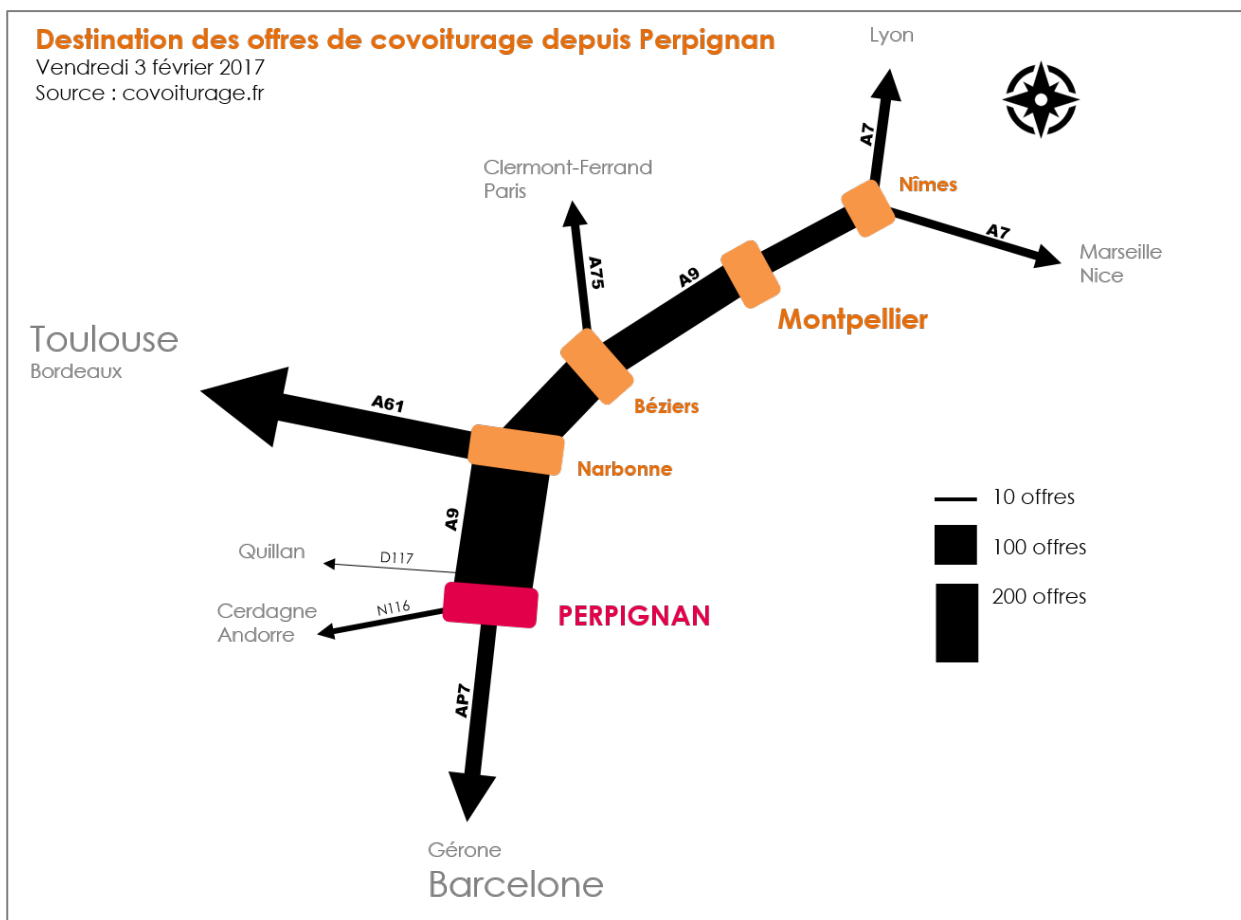 Destination des offres de covoiturage depuis Perpignan
Vendredi 3 février 2017
Source : covoiturage.fr
Lyon
A7
Clermont-Ferrand
Paris
Nîmes
A7
Marseille
Nice
A75
A9
Montpellier
Toulouse
Bordeaux
A61
Béziers
Narbonne
A9
10 offres
100 offres
200 offres
Quillan
D117
Cerdagne
Andorre
N116
PERPIGNAN
AP7
Gérone
Barcelone